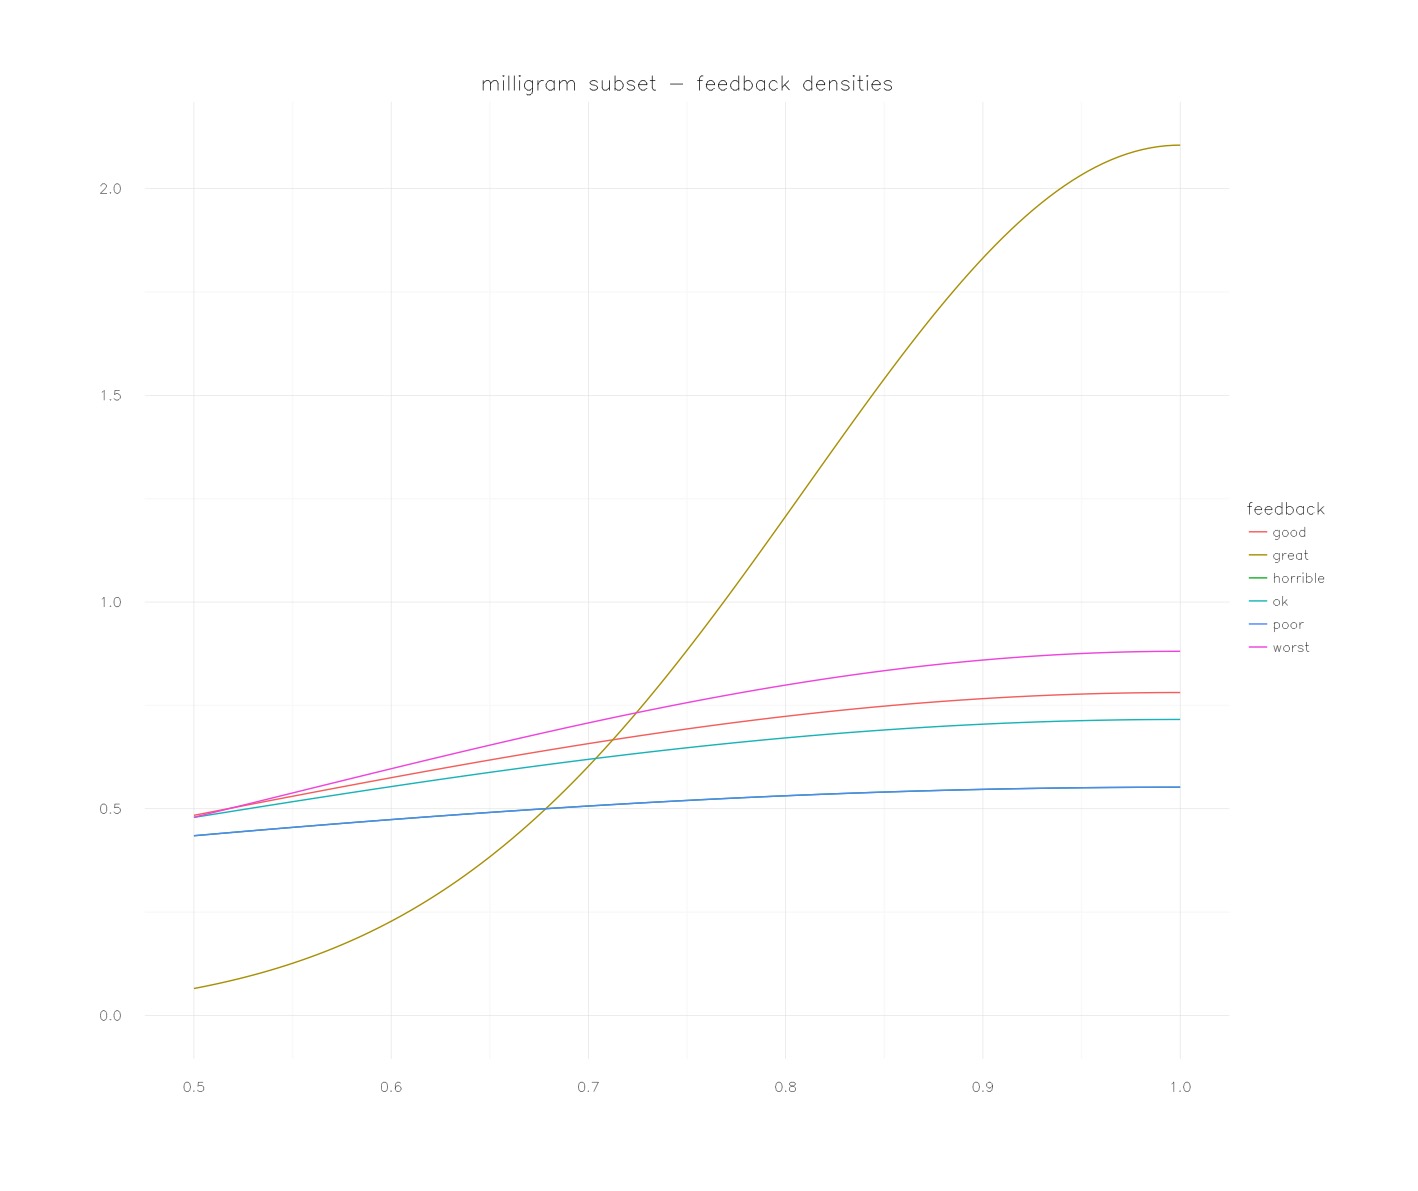 milligram subset — feedback densities
2.0
1.5
1.0
0.5
0.0
0.5 0.6 0.7 0.8 0.9 1.0
feedback
good
great
horrible
ok
poor
worst